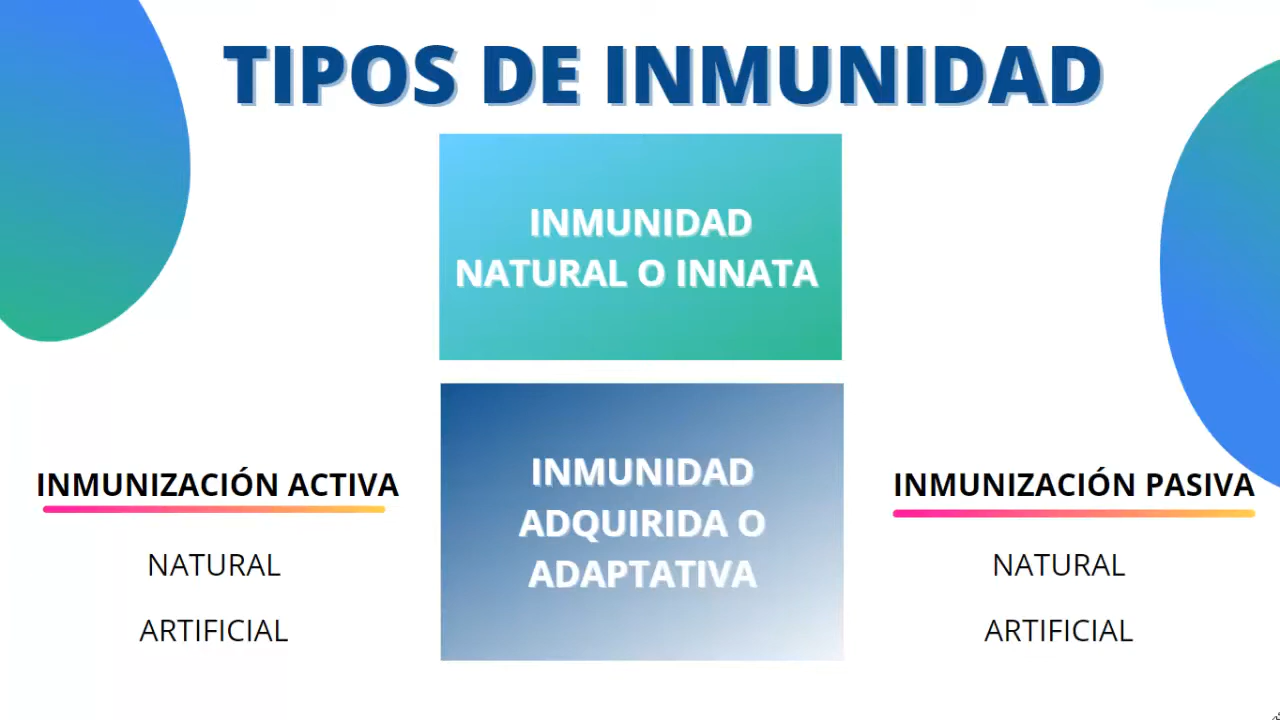 TIPOS DE INMUNIDAD
INMUNIDAD
NATURAL O INNATA
INMUNIZACIÓN ACTIVA
NATURAL
ARTIFICIAL
INMUNIDAD
ADQUIRIDA O
ADAPTATIVA
INMUNIZACIÓN PASIVA
NATURAL
ARTIFICIAL